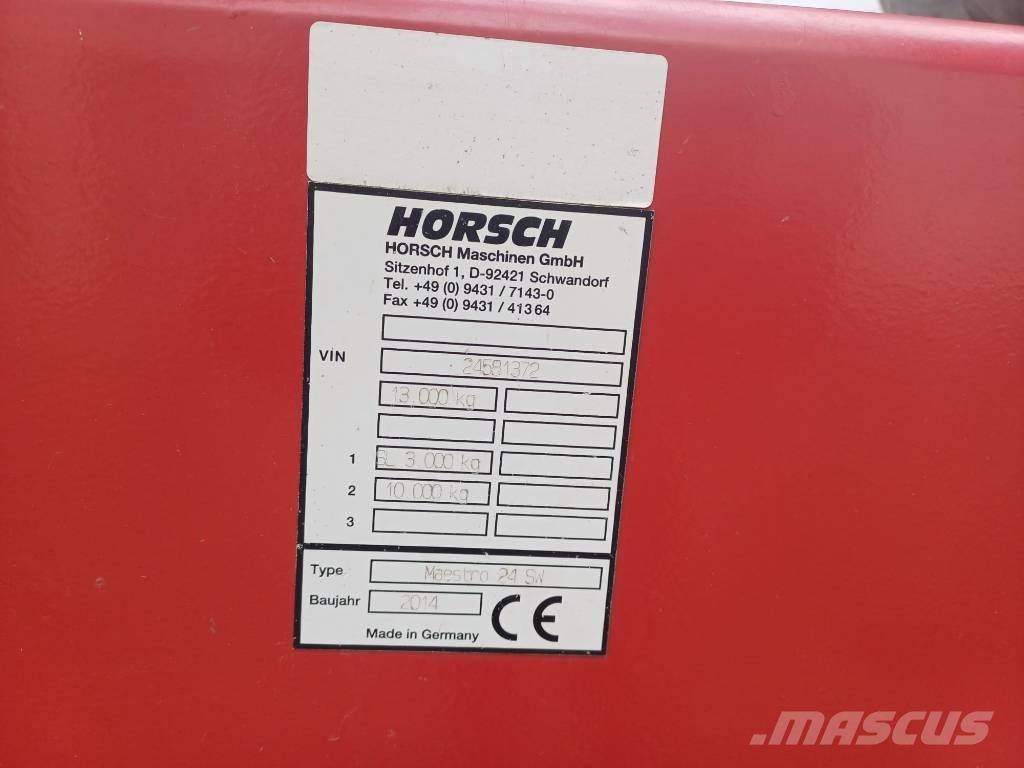 HORSCH
HORSCH Maschinen GmbH
Sitzenhof 1, D-92421 Schwandorf
Tel. +49 (0) 9431 / 7143-0
Fax +49 (0) 9431 / 41364
VIN 24581372
13.000 kg
1 SL 3.000 kg
2 10.000 kg
3
Type Maestro 24 SW
Baujahr 2014 CE
Made in Germany
MASCUS